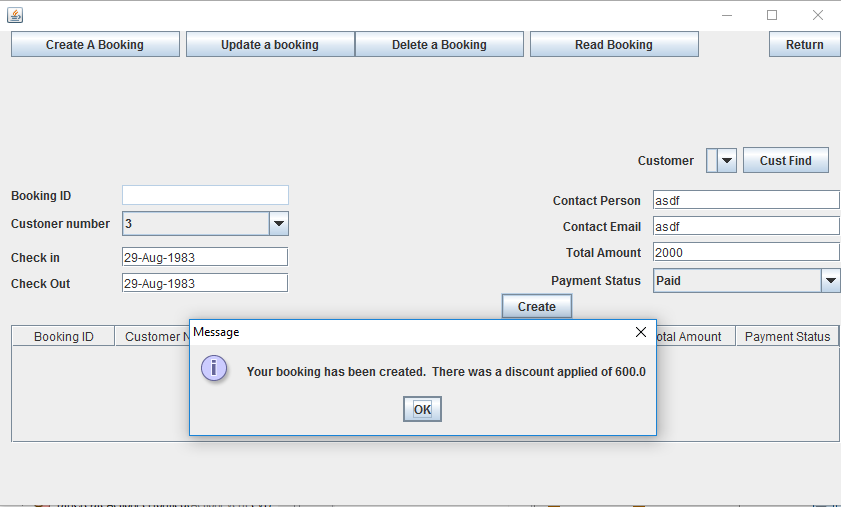 Create A Booking Update a booking Delete a Booking Read Booking Return
Customer Cust Find
Booking ID
Contact Person asdf
Custoner number 3
Contact Email asdf
Check in 29-Aug-1983
Total Amount 2000
Check Out 29-Aug-1983
Payment Status Paid
Create
Message
Booking ID Customer N otal Amount Payment Status
Your booking has been created. There was a discount applied of 600.0
OK